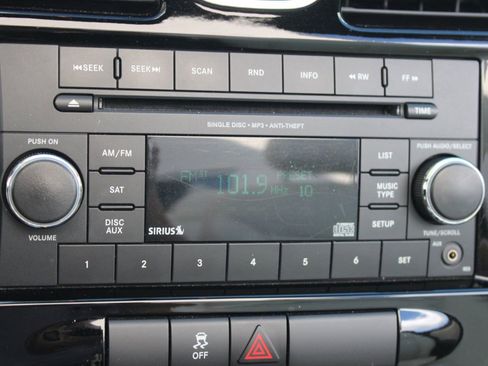 SEEK SEEK SCAN RND INFO RW FF
TIME
SINGLE DISC • MP3 • ANTI-THEFT
PUSH ON
VOLUME
AM/FM
SAT
DISC
AUX
FM ST 101.9 MHz PRESET 10
SIRIUS
LIST
MUSIC
TYPE
SETUP
PUSH AUDIO/SELECT
TUNE/SCROLL
AUX
1 2 3 4 5 6 SET
OFF